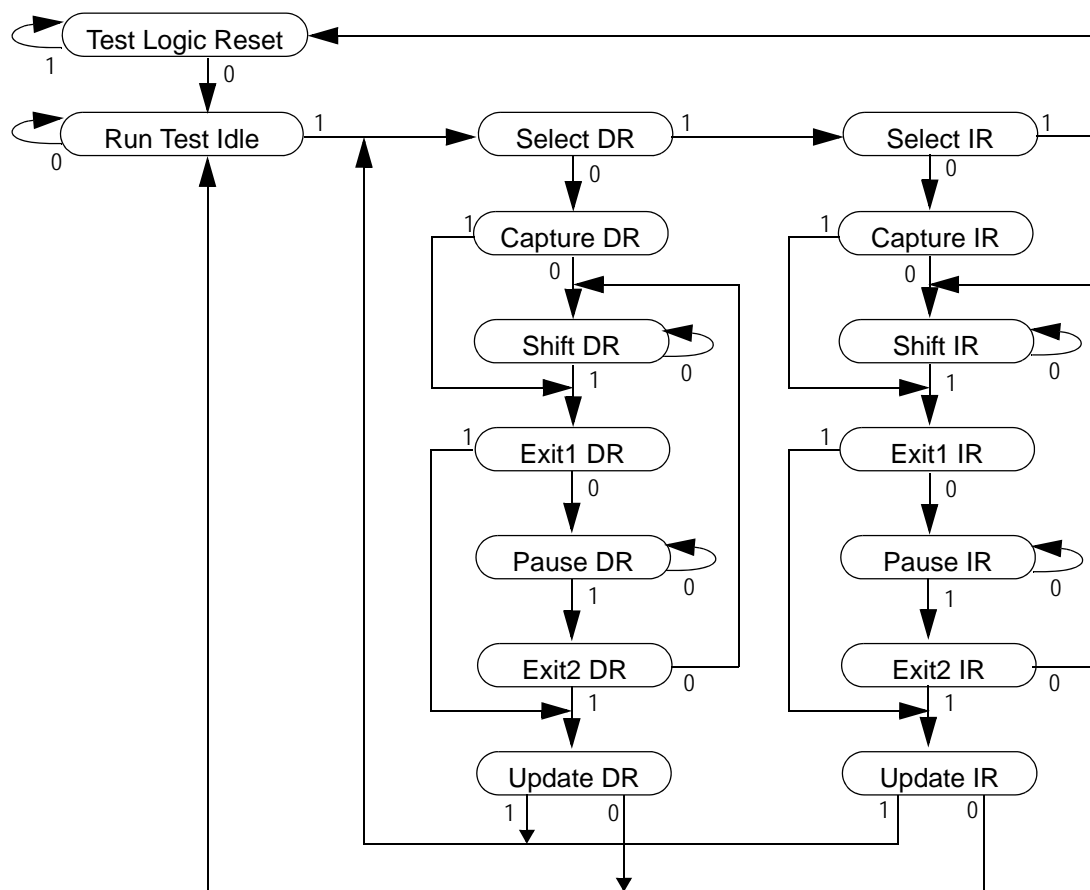 Test Logic Reset
1
0
Run Test Idle
1
Select DR
1
Select IR
1
0
0
0
1
Capture DR
1
Capture IR
0
0
Shift DR
0
Shift IR
0
1
1
1
Exit1 DR
1
Exit1 IR
0
0
Pause DR
0
Pause IR
0
1
1
Exit2 DR
0
Exit2 IR
0
1
1
Update DR
Update IR
1
0
1
0